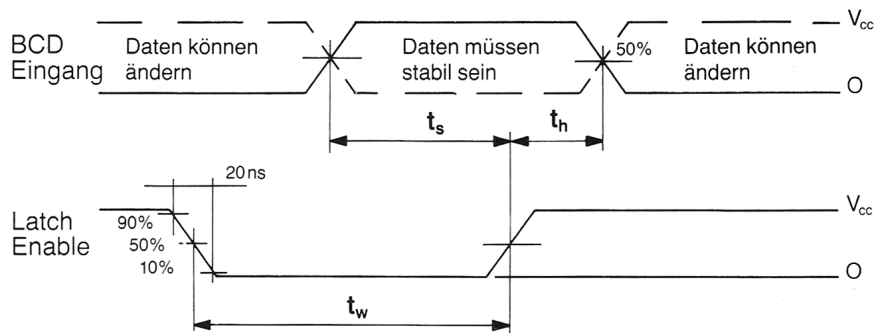 BCD
Eingang
Daten können
ändern
Daten müssen
stabil sein
50%
Daten können
ändern
Vcc
O
ts
th
20 ns
Latch
Enable
90%
50%
10%
Vcc
O
tw